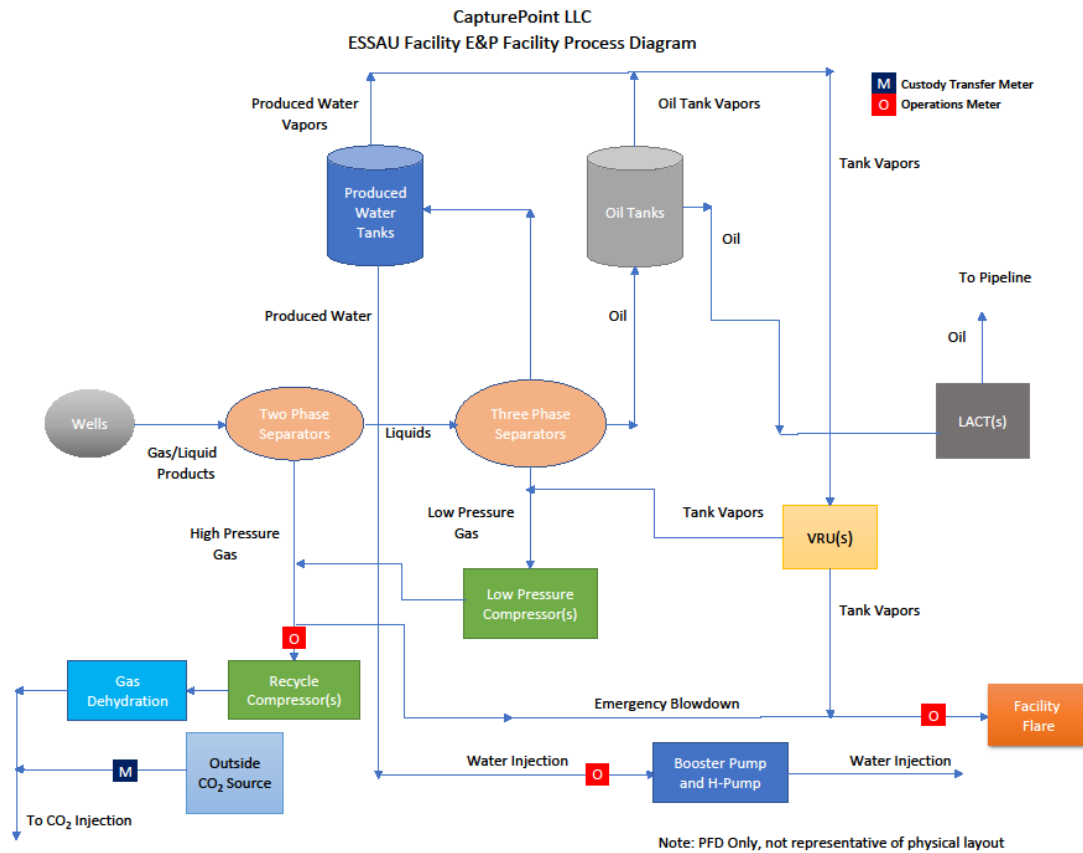 CapturePoint LLC
ESSAU Facility E&P Facility Process Diagram
M Custody Transfer Meter
O Operations Meter
Produced Water
Vapors
Oil Tank Vapors
Tank Vapors
Produced
Water
Tanks
Oil Tanks
Oil
To Pipeline
Produced Water
Oil
Oil
Wells
Two Phase
Separators
Liquids
Three Phase
Separators
LACT(s)
Gas/Liquid
Products
High Pressure
Gas
Low Pressure
Gas
Tank Vapors
VRU(s)
Low Pressure
Compressor(s)
Tank Vapors
O
Gas
Dehydration
Recycle
Compressor(s)
Emergency Blowdown
O
Facility
Flare
M
Outside
CO₂ Source
Water Injection
O
Booster Pump
and H-Pump
Water Injection
To CO₂ Injection
Note: PFD Only, not representative of physical layout